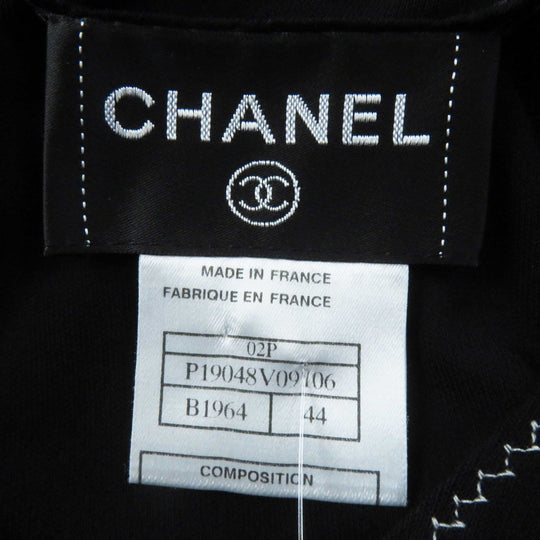 CHANEL
MADE IN FRANCE
FABRIQUE EN FRANCE
02P
P19048V09106
B1964 44
COMPOSITION